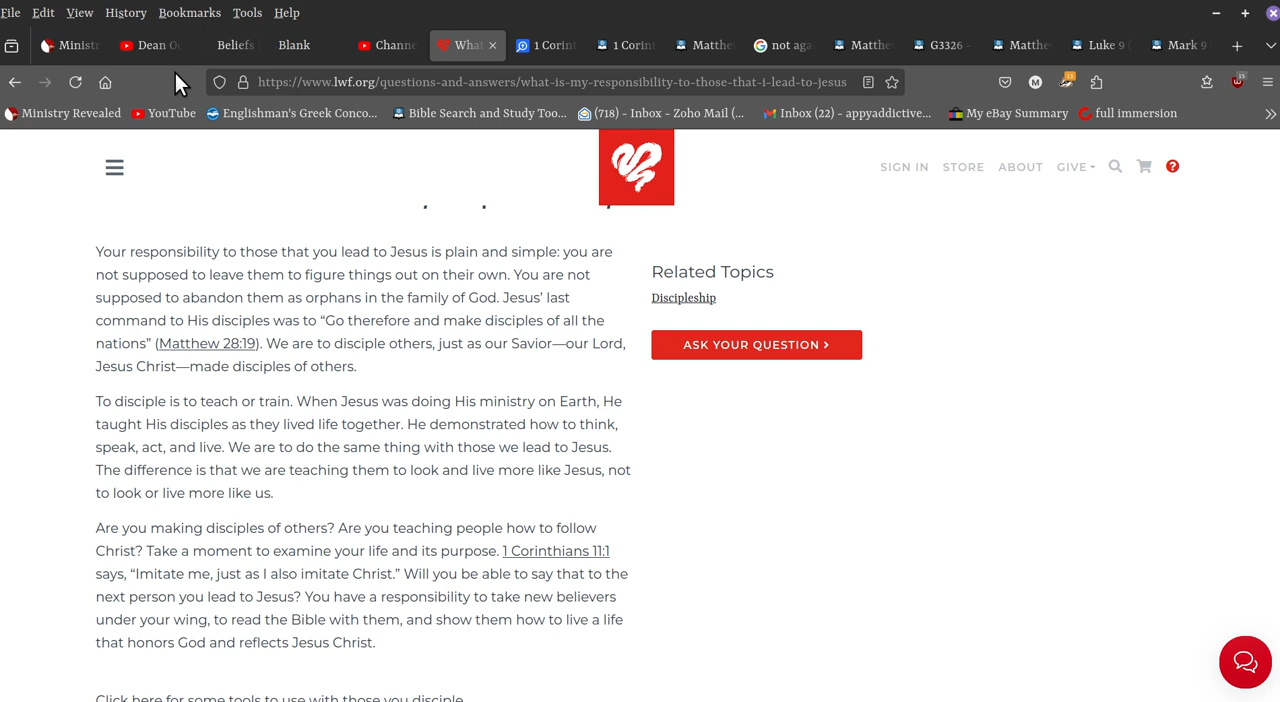 File Edit View History Bookmarks Tools Help
Ministr Dean O Beliefs Blank Chann What 1 Corint 1 Corin Matthe not aga Matthe G3326 - Matthe Luke 9 ( Mark 9
https://www.lwf.org/questions-and-answers/what-is-my-responsibility-to-those-that-i-lead-to-jesus M 11 15
Ministry Revealed YouTube Englishman's Greek Conco... Bible Search and Study Too... (718) - Inbox - Zoho Mail (... Inbox (22) - appyaddictive... My eBay Summary full immersion
SIGN IN STORE ABOUT GIVE
Your responsibility to those that you lead to Jesus is plain and simple: you are
not supposed to leave them to figure things out on their own. You are not
supposed to abandon them as orphans in the family of God. Jesus’ last
command to His disciples was to “Go therefore and make disciples of all the
nations” (Matthew 28:19). We are to disciple others, just as our Savior—our Lord,
Jesus Christ—made disciples of others.
To disciple is to teach or train. When Jesus was doing His ministry on Earth, He
taught His disciples as they lived life together. He demonstrated how to think,
speak, act, and live. We are to do the same thing with those we lead to Jesus.
The difference is that we are teaching them to look and live more like Jesus, not
to look or live more like us.
Are you making disciples of others? Are you teaching people how to follow
Christ? Take a moment to examine your life and its purpose. 1 Corinthians 11:1
says, “Imitate me, just as I also imitate Christ.” Will you be able to say that to the
next person you lead to Jesus? You have a responsibility to take new believers
under your wing, to read the Bible with them, and show them how to live a life
that honors God and reflects Jesus Christ.
Click here for some tools to use with those you disciple
Related Topics
Discipleship
ASK YOUR QUESTION